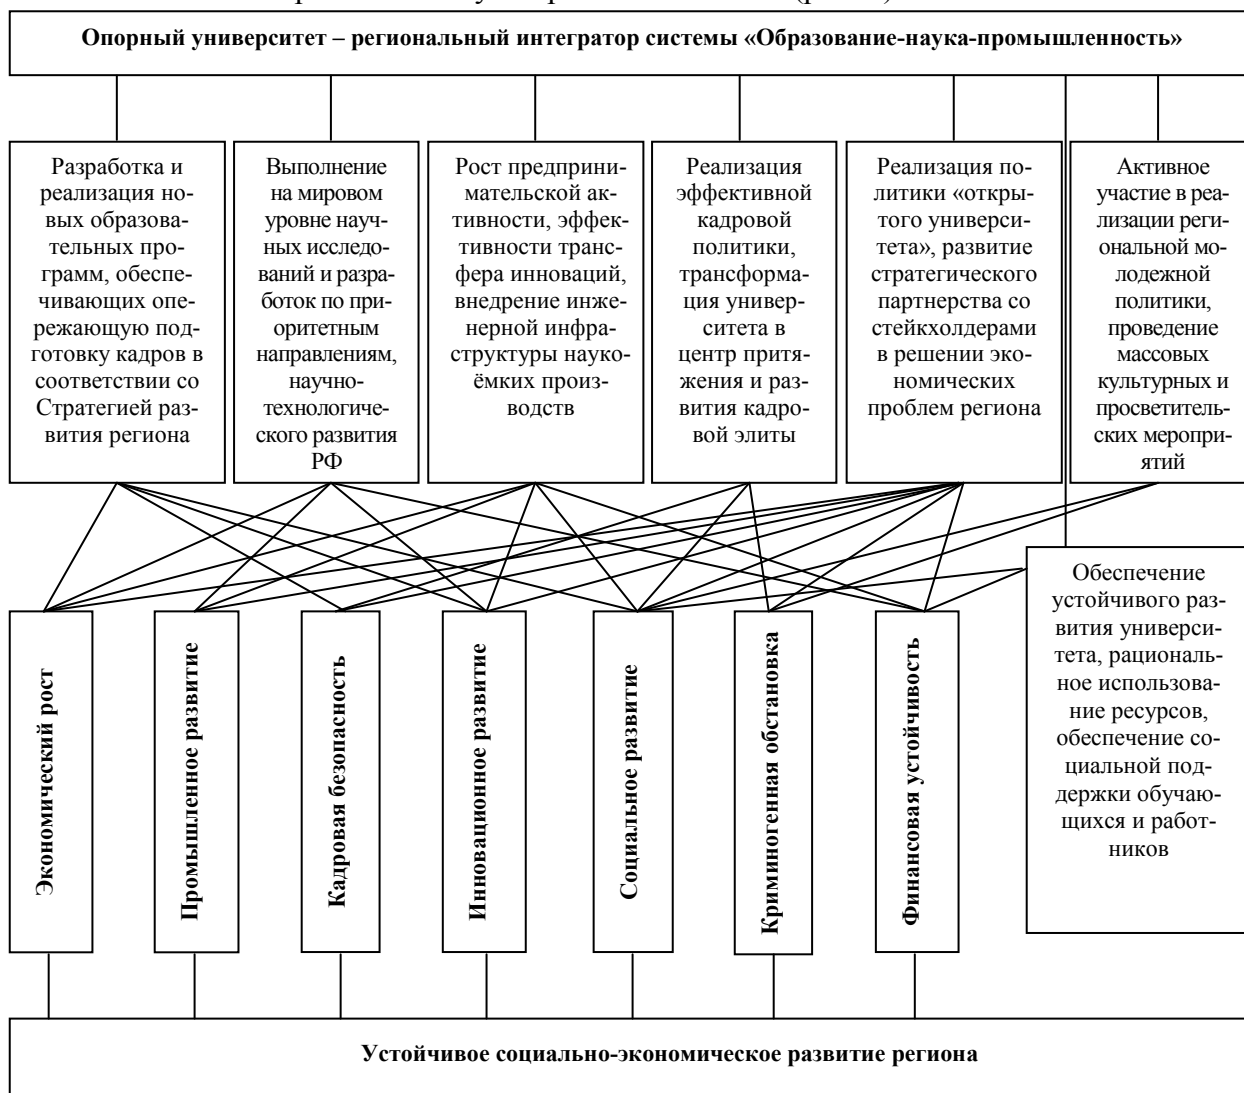 Опорный университет – региональный интегратор системы «Образование-наука-промышленность»
Разработка и
реализация но-
вых образова-
тельных про-
грамм, обеспе-
чивающих опе-
режающую под-
готовку кадров в
соответствии со
Стратегией раз-
вития региона
Выполнение
на мировом
уровне науч-
ных исследо-
ваний и разра-
боток по при-
оритетным
направлениям,
научно-
технологиче-
ского развития
РФ
Рост предприни-
мательской ак-
тивности, эффек-
тивности транс-
фера инноваций,
внедрение инже-
нерной инфра-
структуры науко-
ёмких произ-
водств
Реализация
эффективной
кадровой
политики,
трансформа-
ция универ-
ситета в
центр притя-
жения и раз-
вития кадро-
вой элиты
Реализация по-
литики «откры-
того универси-
тета», развитие
стратегического
партнерства со
стейкхолдерами
в решении эко-
номических
проблем региона
Активное
участие в реа-
лизации реги-
ональной мо-
лодежной
политики,
проведение
массовых
культурных и
просветитель-
ских меропри-
ятий
Экономический рост
Промышленное развитие
Кадровая безопасность
Инновационное развитие
Социальное развитие
Криминогенная обстановка
Финансовая устойчивость
Обеспечение
устойчивого раз-
вития универси-
тета, рациональ-
ное использова-
ние ресурсов,
обеспечение со-
циальной под-
держки обучаю-
щихся и работ-
ников
Устойчивое социально-экономическое развитие региона